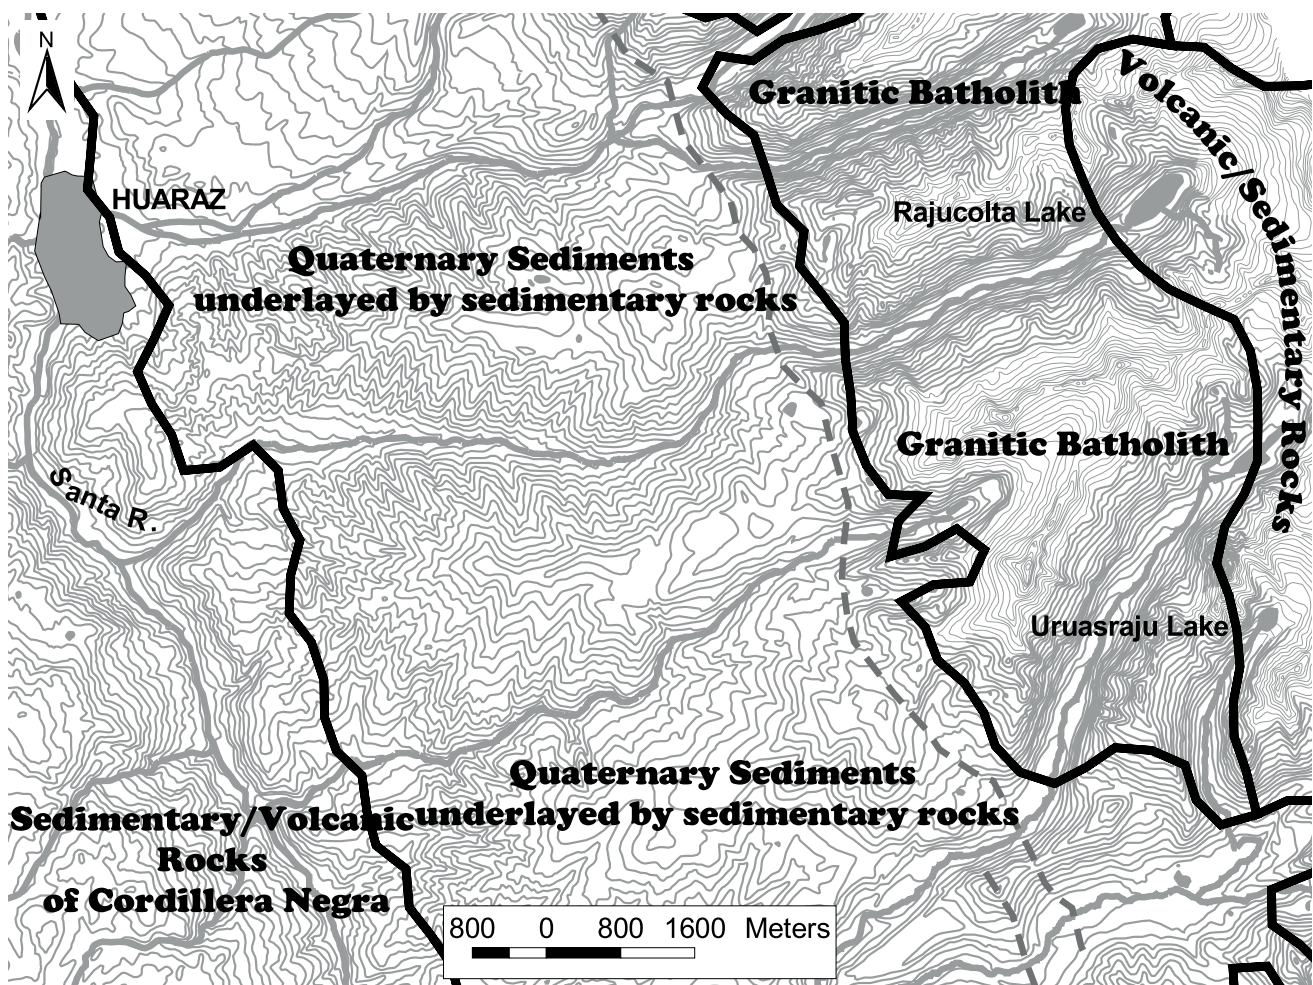 N
Granitic Batholith
Volcanic/Sedimentary Rocks
HUARAZ
Rajucolta Lake
Quaternary Sediments
underlayed by sedimentary rocks
Granitic Batholith
Santa R.
Uruasraju Lake
Quaternary Sediments
underlayed by sedimentary rocks
Sedimentary/Volcanic
Rocks
of Cordillera Negra
800 0 800 1600 Meters